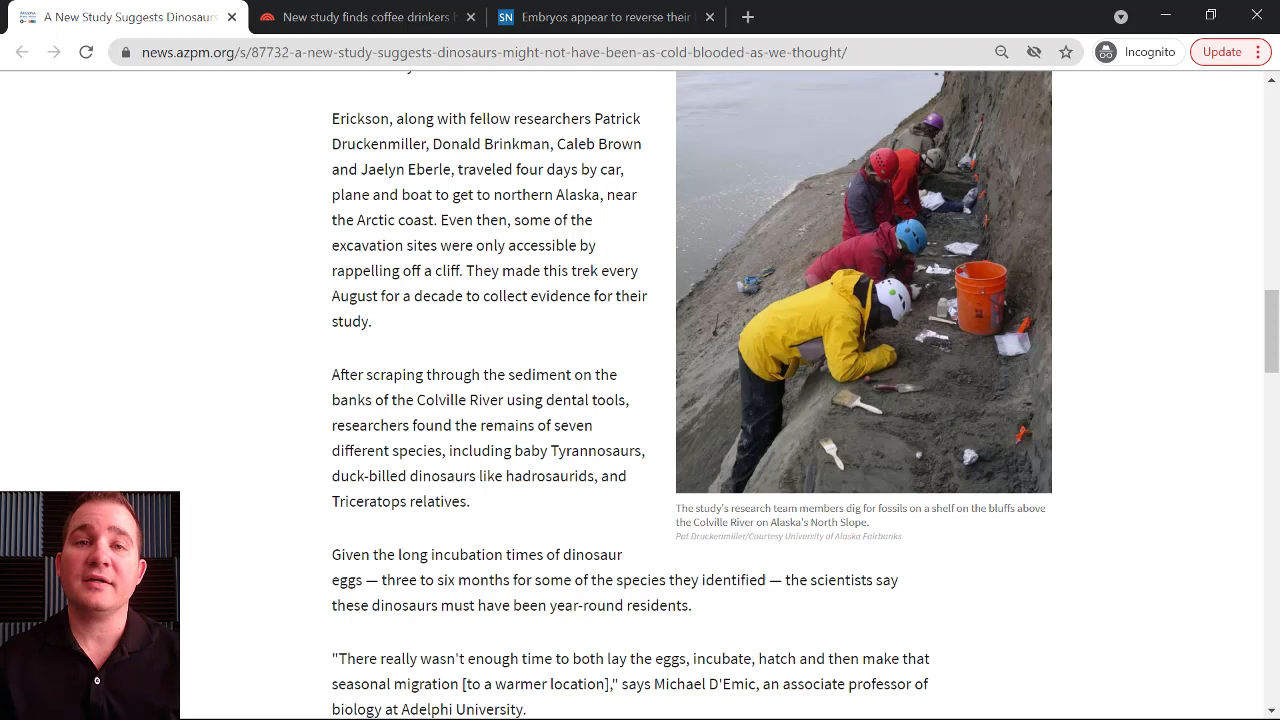 A New Study Suggests Dinosaurs
New study finds coffee drinkers
SN Embryos appear to reverse their
news.azpm.org/s/87732-a-new-study-suggests-dinosaurs-might-not-have-been-as-cold-blooded-as-we-thought/
Incognito
Update
Erickson, along with fellow researchers Patrick
Druckenmiller, Donald Brinkman, Caleb Brown
and Jaelyn Eberle, traveled four days by car,
plane and boat to get to northern Alaska, near
the Arctic coast. Even then, some of the
excavation sites were only accessible by
rappelling off a cliff. They made this trek every
August for a decade to collect evidence for their
study.
After scraping through the sediment on the
banks of the Colville River using dental tools,
researchers found the remains of seven
different species, including baby Tyrannosaurs,
duck-billed dinosaurs like hadrosaurids, and
Triceratops relatives.
The study's research team members dig for fossils on a shelf on the bluffs above
the Colville River on Alaska's North Slope.
Pat Druckenmiller/Courtesy University of Alaska Fairbanks
Given the long incubation times of dinosaur
eggs — three to six months for some of the species they identified — the scientists say
these dinosaurs must have been year-round residents.
"There really wasn't enough time to both lay the eggs, incubate, hatch and then make that
seasonal migration [to a warmer location]," says Michael D'Emic, an associate professor of
biology at Adelphi University.